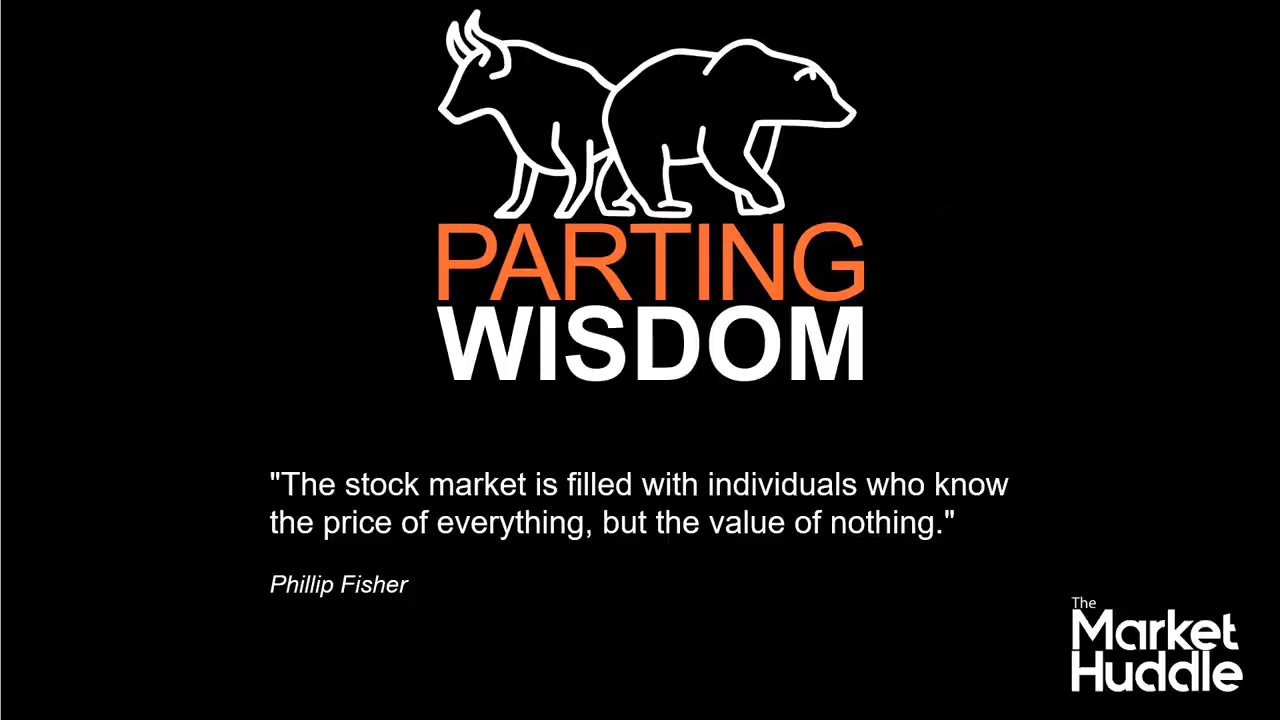 PARTING
WISDOM
"The stock market is filled with individuals who know
the price of everything, but the value of nothing."
Phillip Fisher
The
Market
Huddle